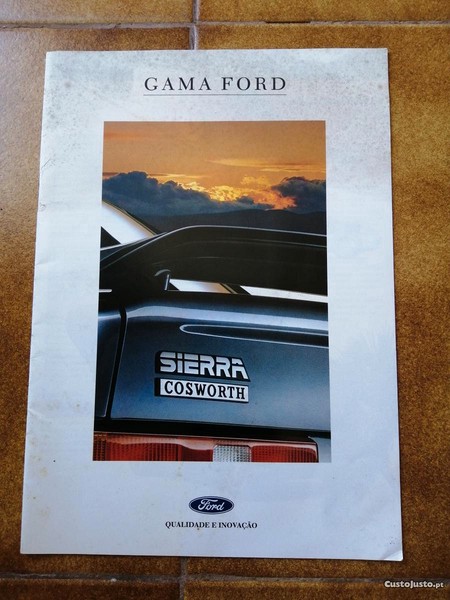 GAMA FORD
SIERRA
COSWORTH
Ford
QUALIDADE E INOVAÇÃO
CustoJusto.pt